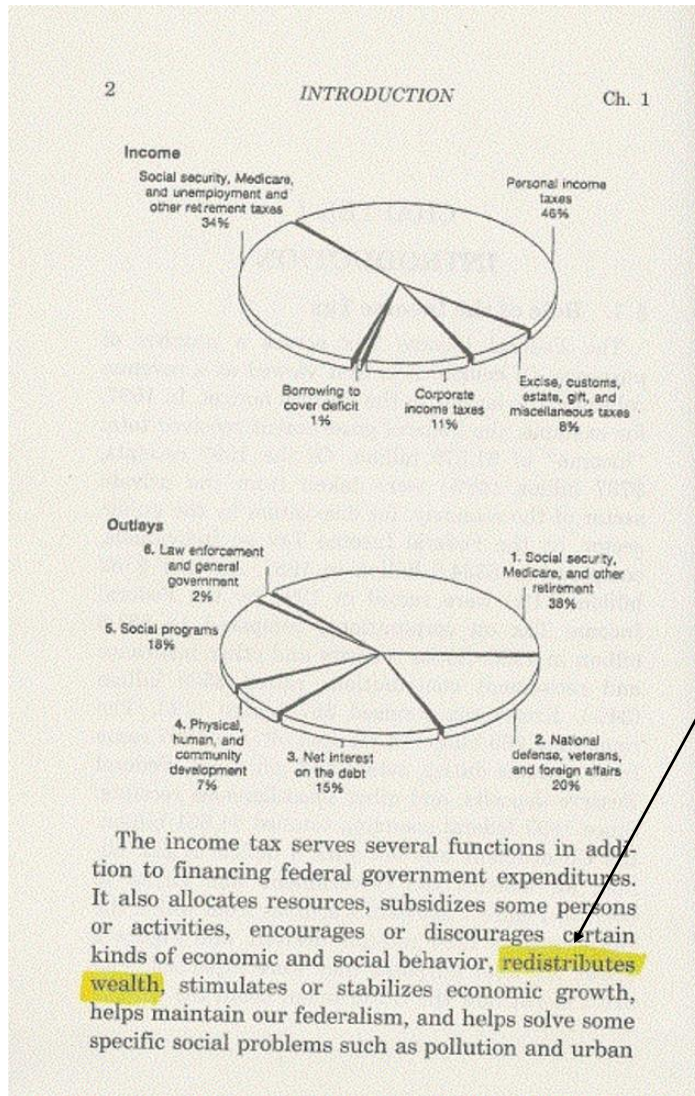 2
INTRODUCTION
Ch. 1
Income
Social security, Medicare,
and unemployment and
other retirement taxes
34%
Personal income
taxes
46%
Borrowing to
cover deficit
1%
Corporate
income taxes
11%
Excise, customs,
estate, gift, and
miscellaneous taxes
8%
Outlays
6. Law enforcement
and general
government
2%
1. Social security,
Medicare, and other
retirement
38%
5. Social programs
18%
4. Physical,
human, and
community
development
7%
3. Net interest
on the debt
15%
2. National
defense, veterans,
and foreign affairs
20%
The income tax serves several functions in addi-
tion to financing federal government expenditures.
It also allocates resources, subsidizes some persons
or activities, encourages or discourages certain
kinds of economic and social behavior, redistributes
wealth, stimulates or stabilizes economic growth,
helps maintain our federalism, and helps solve some
specific social problems such as pollution and urban